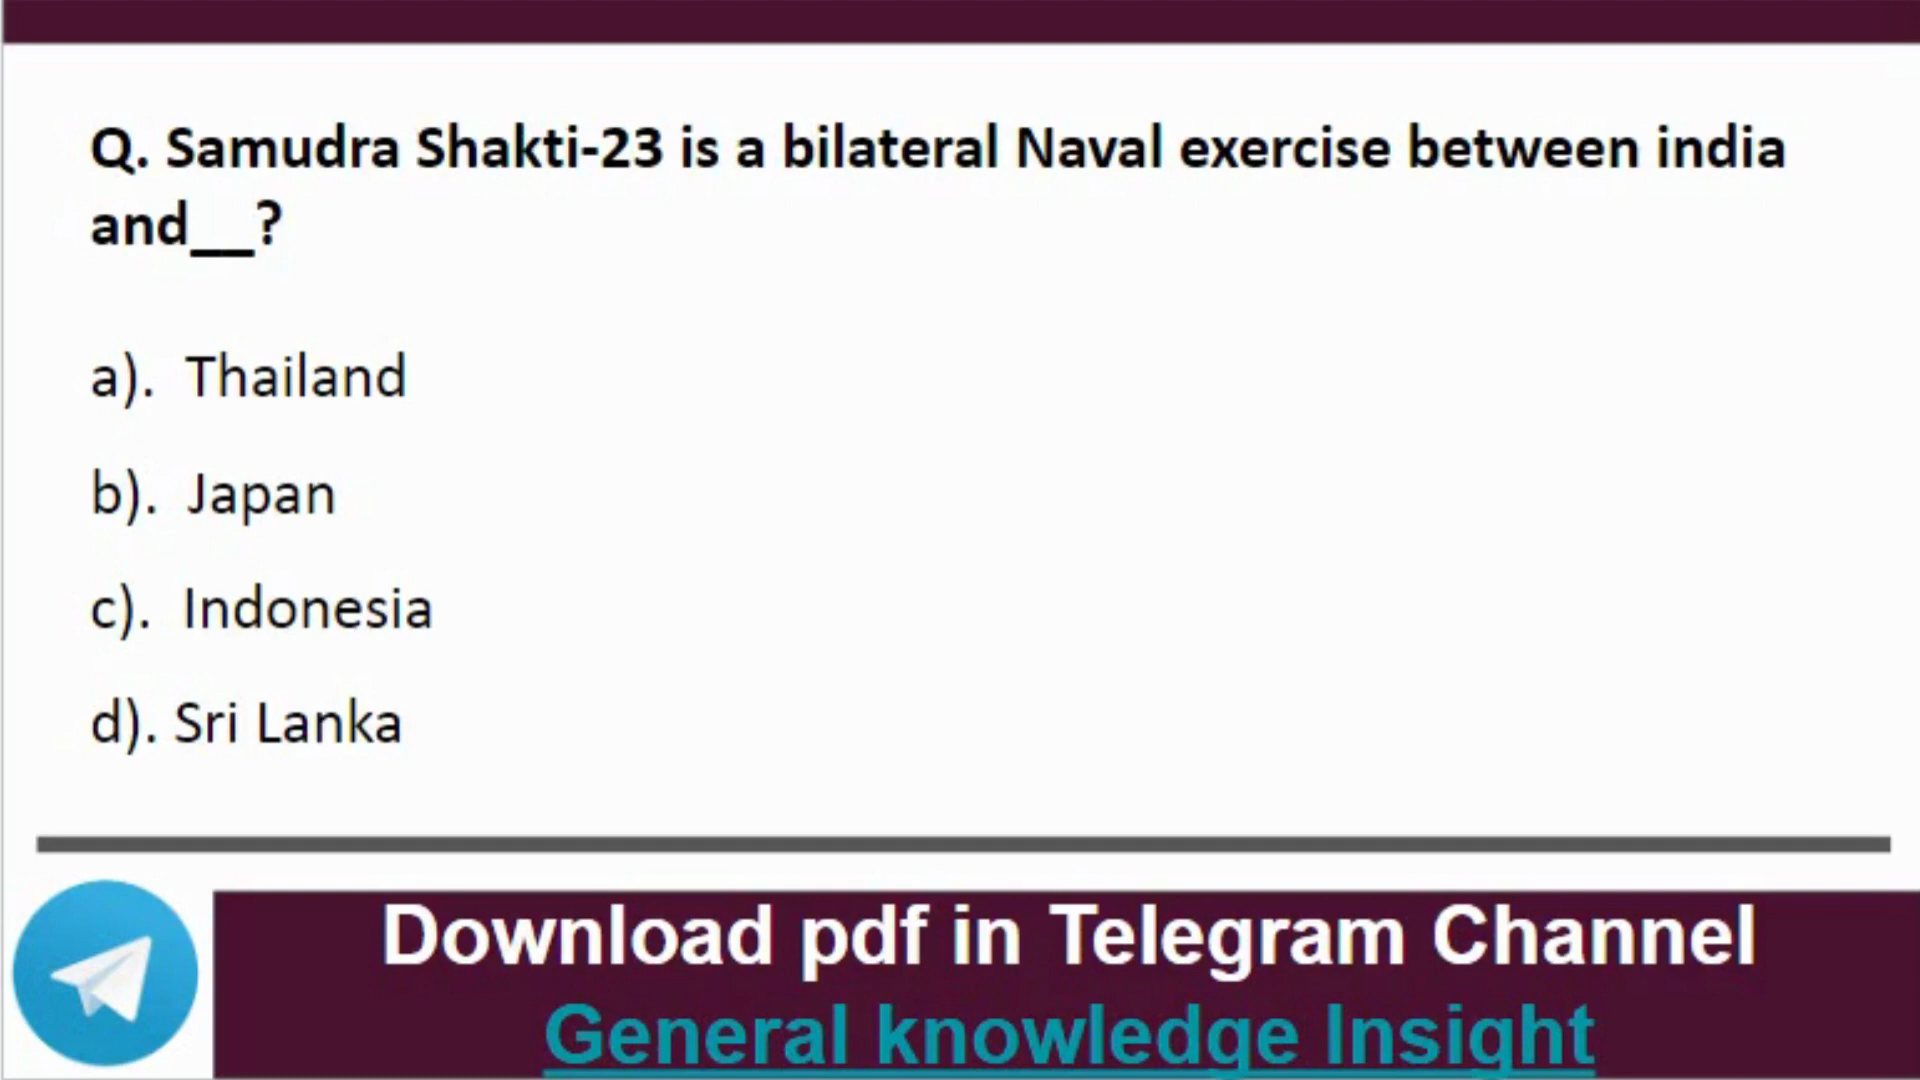 Q. Samudra Shakti-23 is a bilateral Naval exercise between india
and__?
a).  Thailand
b).  Japan
c).  Indonesia
d). Sri Lanka
Download pdf in Telegram Channel
General knowledge Insight